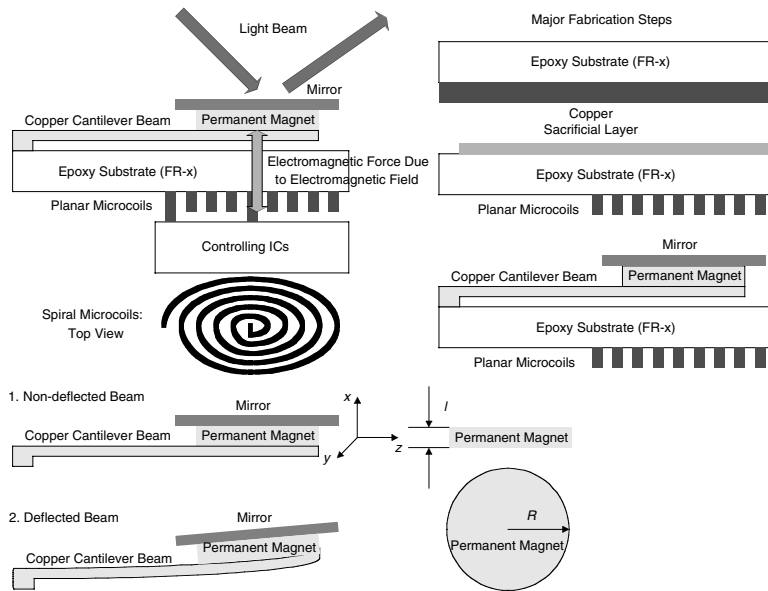 Light Beam
Mirror
Copper Cantilever Beam
Permanent Magnet
Epoxy Substrate (FR-x)
Electromagnetic Force Due
to Electromagnetic Field
Planar Microcoils
Controlling ICs
Spiral Microcoils:
Top View
Major Fabrication Steps
Epoxy Substrate (FR-x)
Copper
Sacrificial Layer
Epoxy Substrate (FR-x)
Planar Microcoils
Mirror
Copper Cantilever Beam
Permanent Magnet
Epoxy Substrate (FR-x)
Planar Microcoils
1. Non-deflected Beam
Mirror
Copper Cantilever Beam
Permanent Magnet
x
y
z
l
Permanent Magnet
2. Deflected Beam
Mirror
Copper Cantilever Beam
Permanent Magnet
R
Permanent Magnet